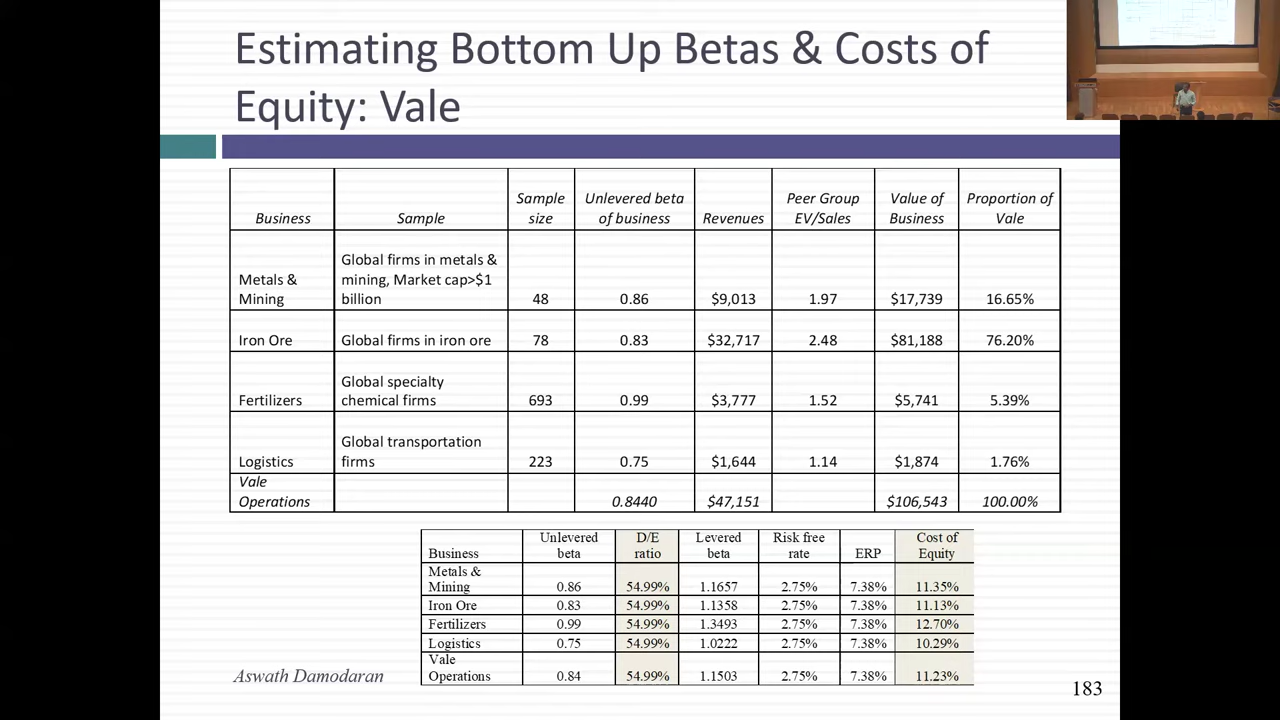 Estimating Bottom Up Betas & Costs of
Equity: Vale
Business Sample Sample size Unlevered beta of business Revenues Peer Group EV/Sales Value of Business Proportion of Vale
Metals & Mining Global firms in metals & mining, Market cap>$1 billion 48 0.86 $9,013 1.97 $17,739 16.65%
Iron Ore Global firms in iron ore 78 0.83 $32,717 2.48 $81,188 76.20%
Fertilizers Global specialty chemical firms 693 0.99 $3,777 1.52 $5,741 5.39%
Logistics Global transportation firms 223 0.75 $1,644 1.14 $1,874 1.76%
Vale Operations 0.8440 $47,151 $106,543 100.00%
Business Unlevered beta D/E ratio Levered beta Risk free rate ERP Cost of Equity
Metals & Mining 0.86 54.99% 1.1657 2.75% 7.38% 11.35%
Iron Ore 0.83 54.99% 1.1358 2.75% 7.38% 11.13%
Fertilizers 0.99 54.99% 1.3493 2.75% 7.38% 12.70%
Logistics 0.75 54.99% 1.0222 2.75% 7.38% 10.29%
Vale Operations 0.84 54.99% 1.1503 2.75% 7.38% 11.23%
Aswath Damodaran
183